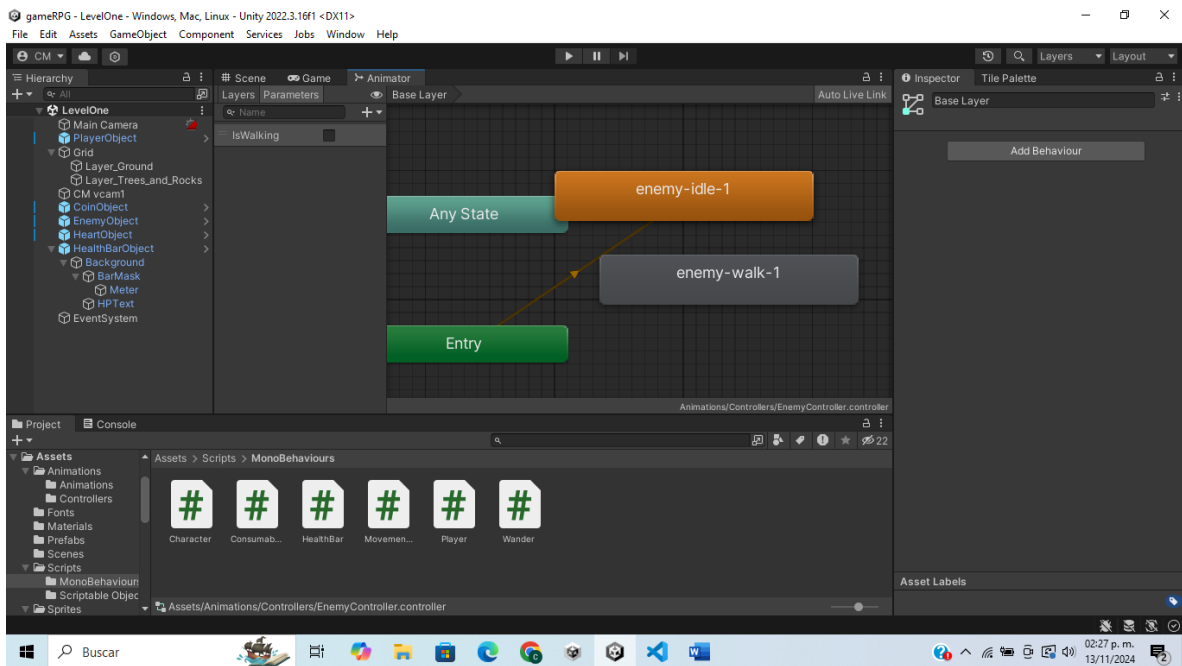 gameRPG - LevelOne - Windows, Mac, Linux - Unity 2022.3.16f1 <DX11>
File Edit Assets GameObject Component Services Jobs Window Help
CM
Layers
Layout
Hierarchy
All
LevelOne
Main Camera
PlayerObject
Grid
Layer_Ground
Layer_Trees_and_Rocks
CM vcam1
CoinObject
EnemyObject
HeartObject
HealthBarObject
Background
BarMask
Meter
HPText
EventSystem
Scene
Game
Animator
Layers Parameters
Base Layer
Auto Live Link
Name
IsWalking
enemy-idle-1
Any State
enemy-walk-1
Entry
Animations/Controllers/EnemyController.controller
Inspector
Tile Palette
Base Layer
Add Behaviour
Asset Labels
Project
Console
22
Assets
Animations
Animations
Controllers
Fonts
Materials
Prefabs
Scenes
Scripts
MonoBehaviours
Scriptable Objec
Sprites
Assets > Scripts > MonoBehaviours
Character
Consumab...
HealthBar
Movemen...
Player
Wander
Assets/Animations/Controllers/EnemyController.controller
Buscar
02:27 p. m.
13/11/2024
2